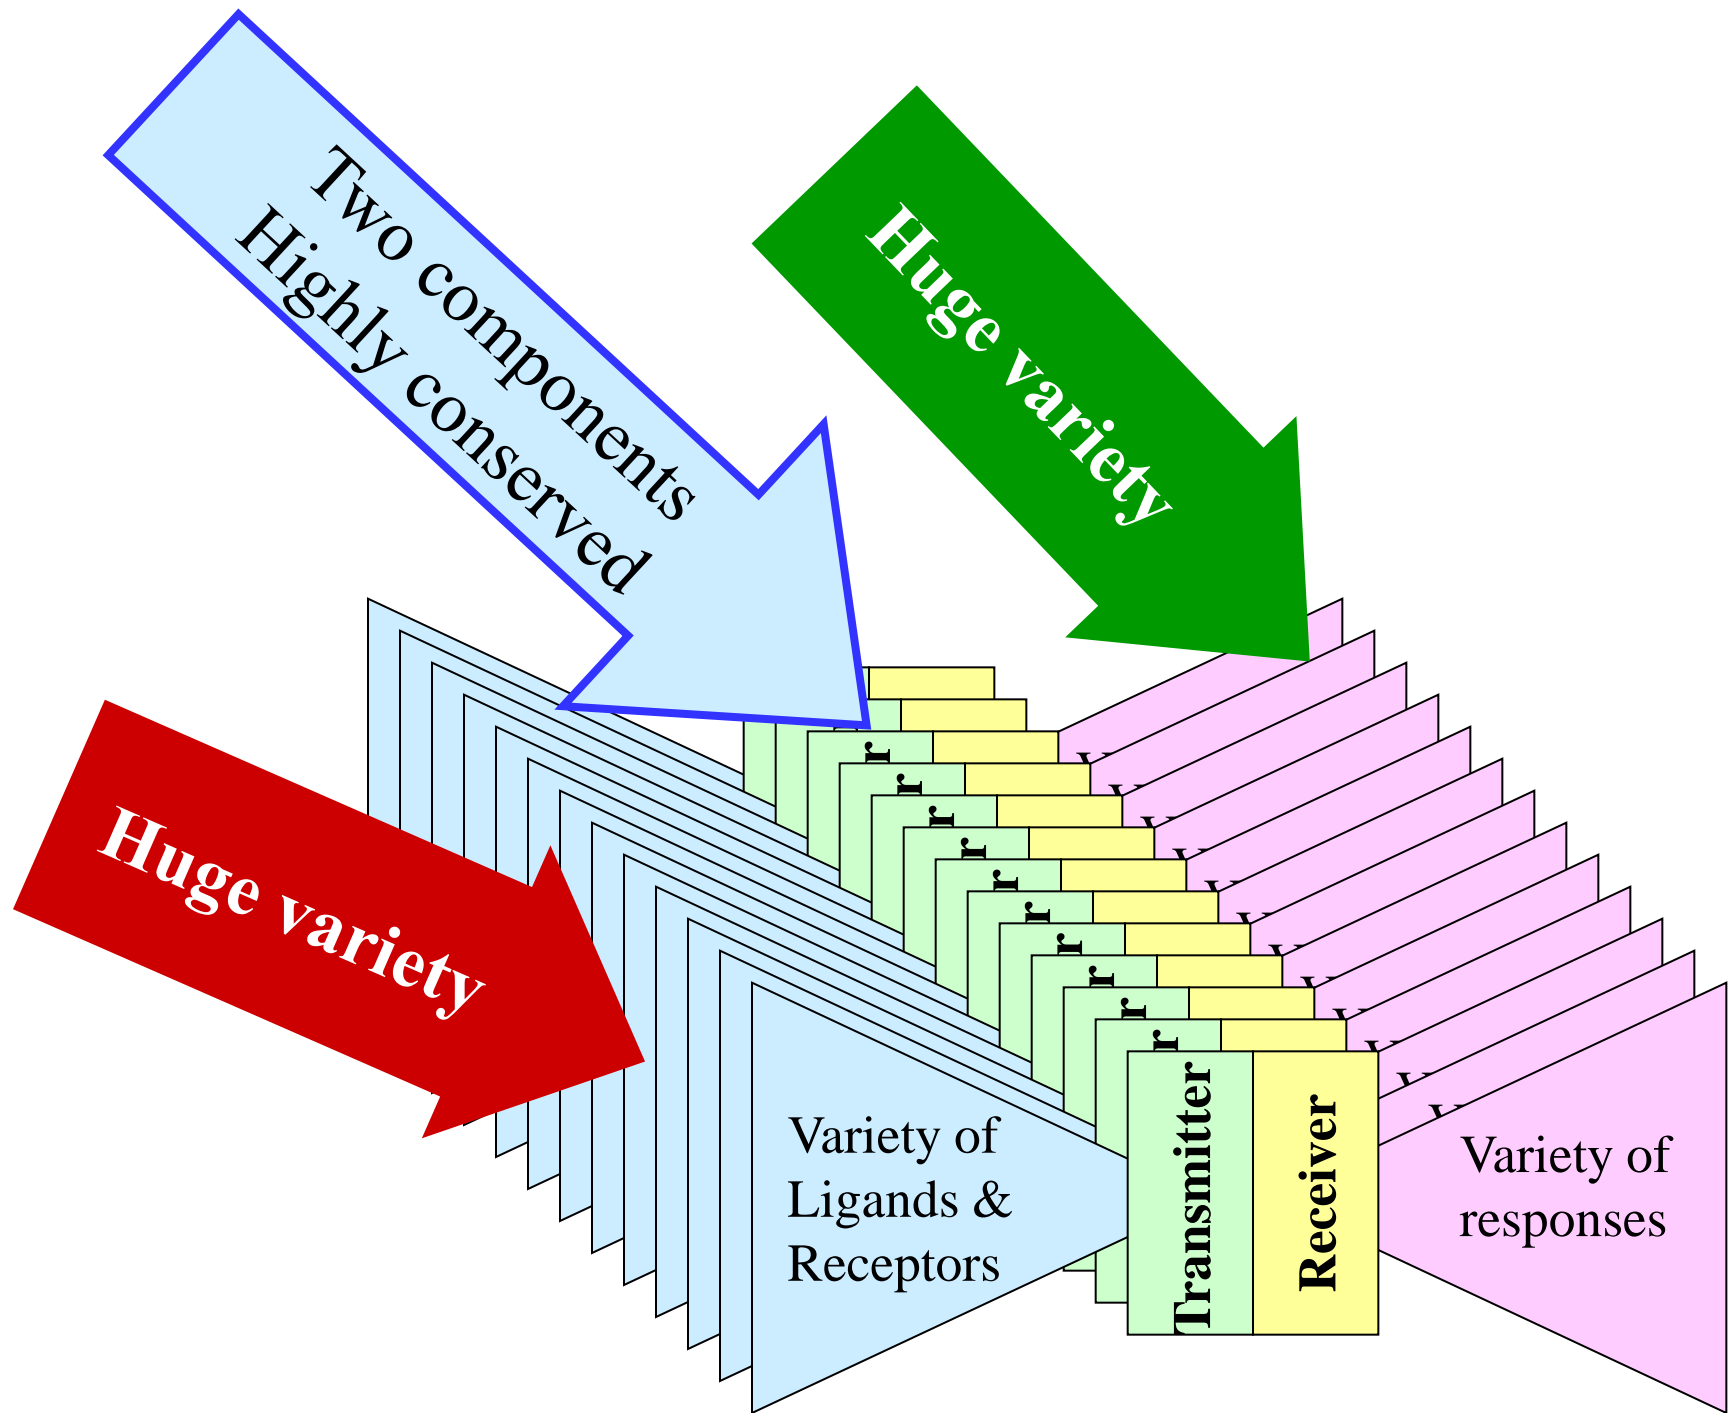 Two components
Highly conserved
Huge variety
Huge variety
Variety of
Ligands &
Receptors
Transmitter
Receiver
Variety of
responses